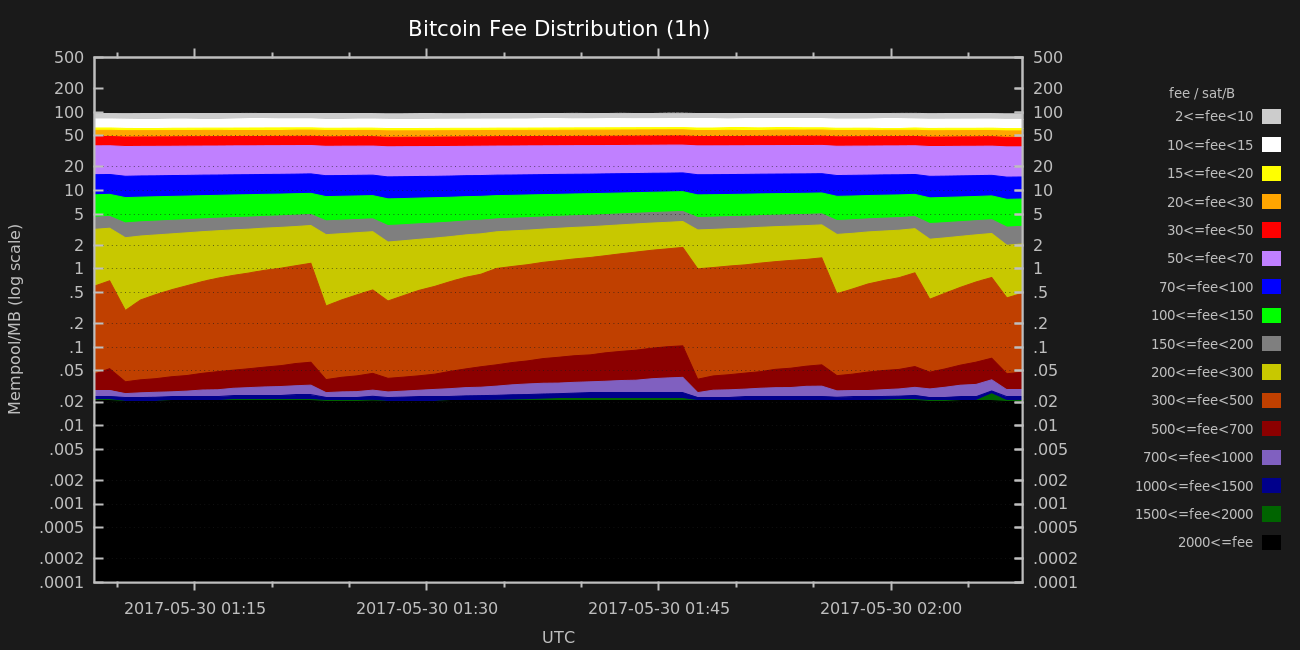 Bitcoin Fee Distribution (1h)
500
200
100
50
20
10
5
2
1
.5
.2
.1
.05
.02
.01
.005
.002
.001
.0005
.0002
.0001
Mempool/MB (log scale)
500
200
100
50
20
10
5
2
1
.5
.2
.1
.05
.02
.01
.005
.002
.001
.0005
.0002
.0001
2017-05-30 01:15
2017-05-30 01:30
2017-05-30 01:45
2017-05-30 02:00
UTC
fee / sat/B
2<=fee<10
10<=fee<15
15<=fee<20
20<=fee<30
30<=fee<50
50<=fee<70
70<=fee<100
100<=fee<150
150<=fee<200
200<=fee<300
300<=fee<500
500<=fee<700
700<=fee<1000
1000<=fee<1500
1500<=fee<2000
2000<=fee